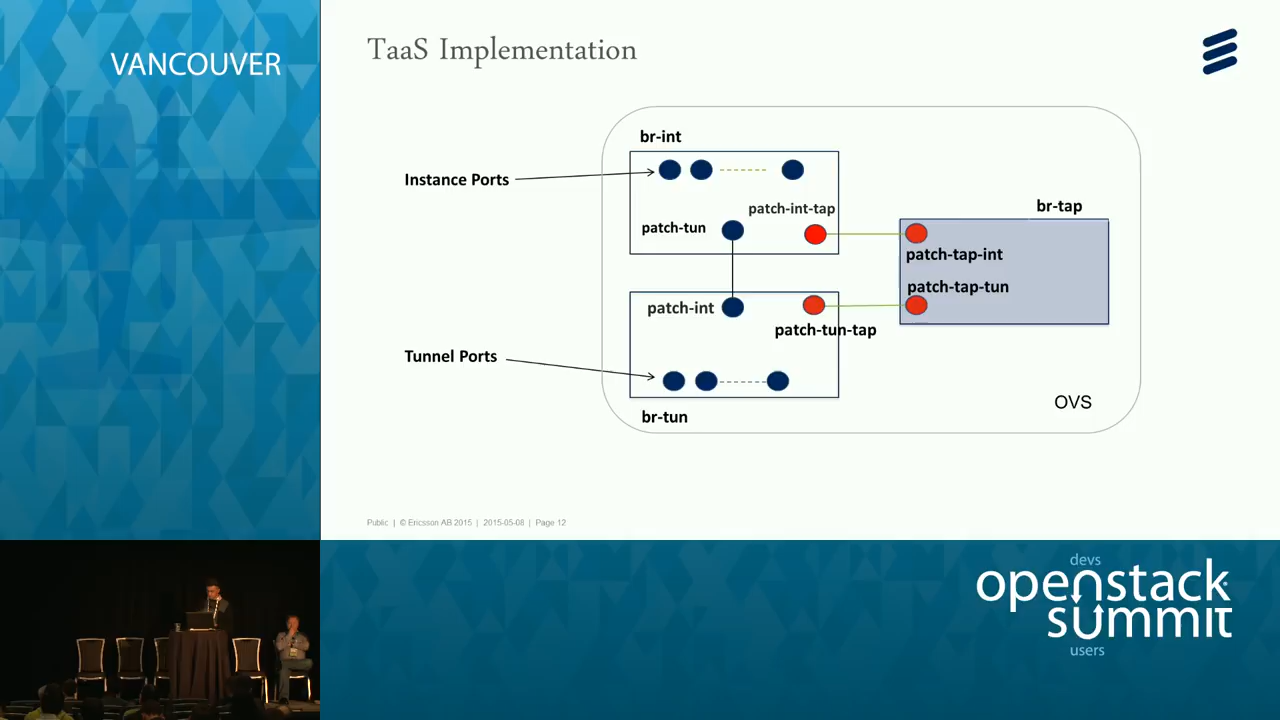 VANCOUVER
TaaS Implementation
br-int
Instance Ports
patch-int-tap
patch-tun
br-tap
patch-tap-int
patch-tap-tun
patch-int
patch-tun-tap
Tunnel Ports
br-tun
OVS
Public | © Ericsson AB 2015 | 2015-05-08 | Page 12
devs
openstack
summit
users